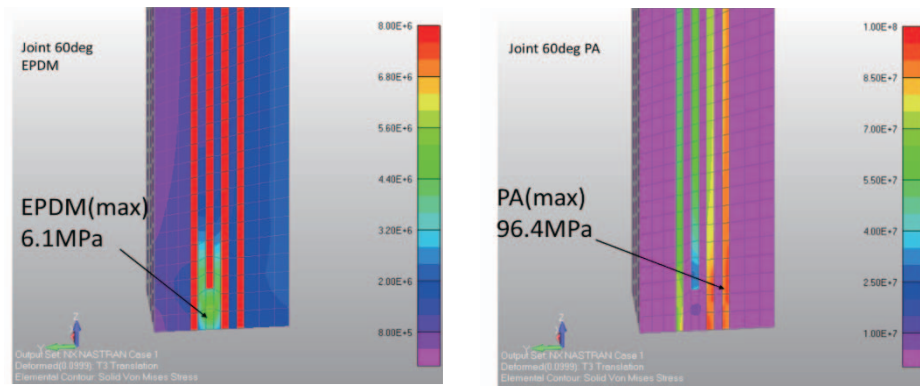 Joint 60deg
EPDM
8.00E+6
6.80E+6
5.60E+6
4.40E+6
3.20E+6
2.00E+6
8.00E+5
EPDM(max)
6.1MPa
Z
Y
Output Set: NX NASTRAN Case 1
Deformed(0.0999): T3 Translation
Elemental Contour: Solid Von Mises Stress
Joint 60deg PA
1.00E+8
8.50E+7
7.00E+7
5.50E+7
4.00E+7
2.50E+7
1.00E+7
PA(max)
96.4MPa
Z
Output Set: NX NASTRAN Case 1
Deformed(0.0999): T3 Translation
Elemental Contour: Solid Von Mises Stress